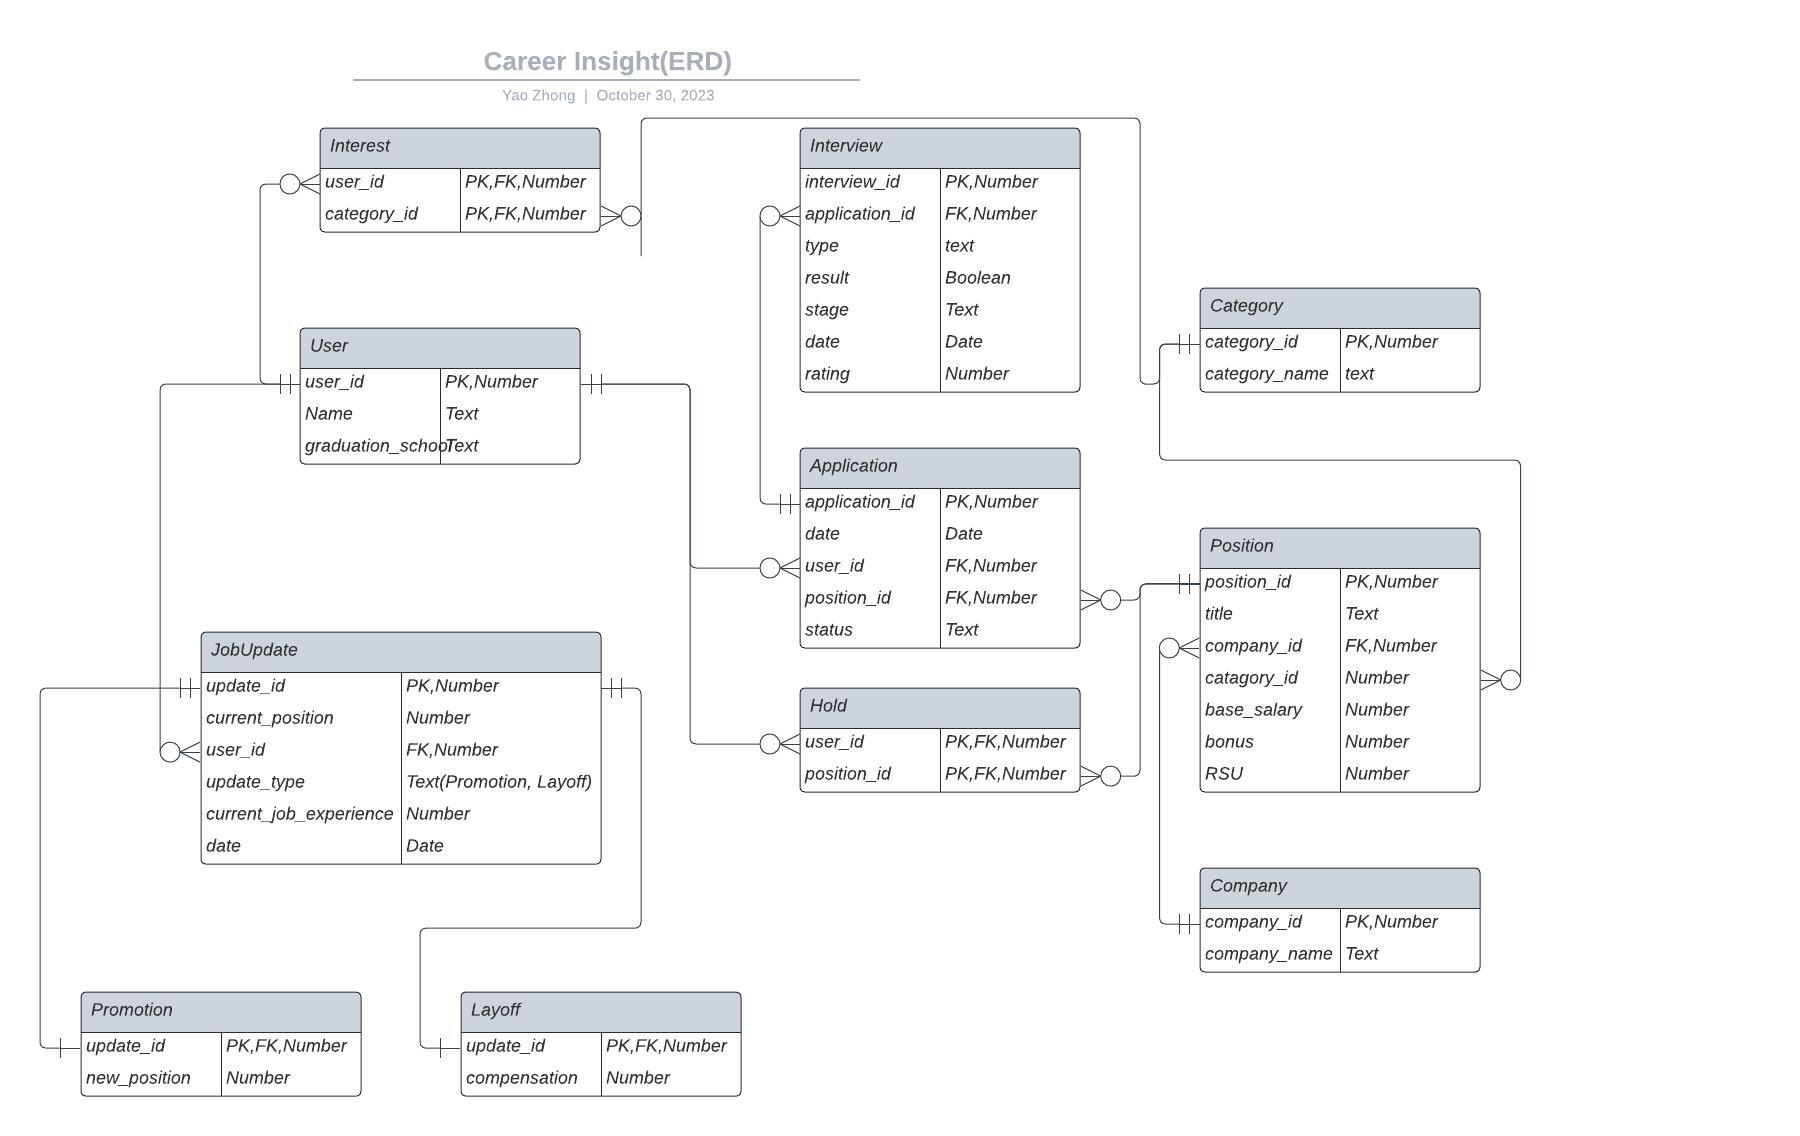 Career Insight(ERD)
Yao Zhong | October 30, 2023
Interest
user_id PK,FK,Number
category_id PK,FK,Number
Interview
interview_id PK,Number
application_id FK,Number
type text
result Boolean
stage Text
date Date
rating Number
Category
category_id PK,Number
category_name text
User
user_id PK,Number
Name Text
graduation_school Text
Application
application_id PK,Number
date Date
user_id FK,Number
position_id FK,Number
status Text
Position
position_id PK,Number
title Text
company_id FK,Number
catagory_id Number
base_salary Number
bonus Number
RSU Number
JobUpdate
update_id PK,Number
current_position Number
user_id FK,Number
update_type Text(Promotion, Layoff)
current_job_experience Number
date Date
Hold
user_id PK,FK,Number
position_id PK,FK,Number
Company
company_id PK,Number
company_name Text
Promotion
update_id PK,FK,Number
new_position Number
Layoff
update_id PK,FK,Number
compensation Number